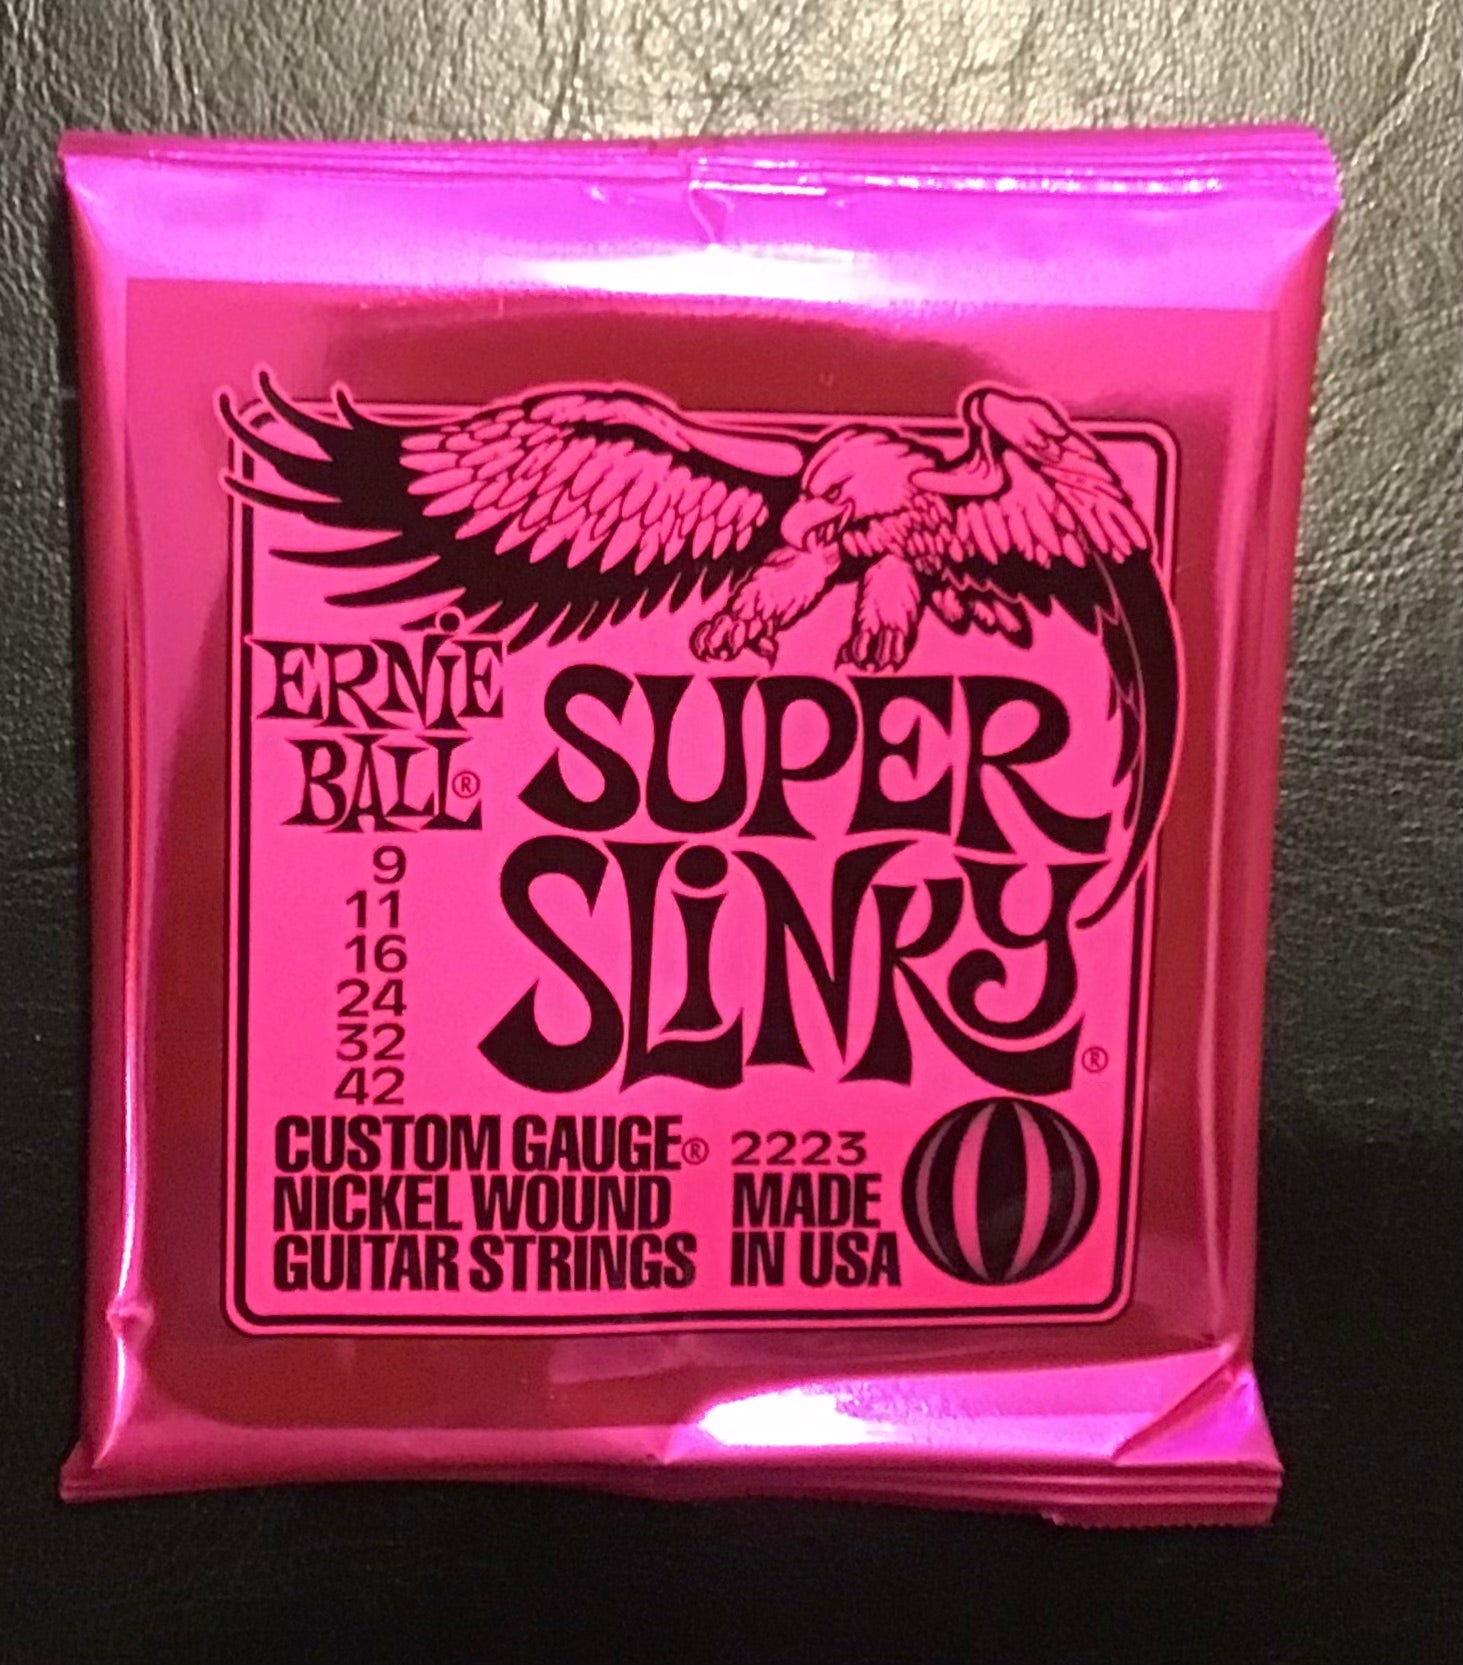 ERNiE
BALL®
SUPER
SLiNKY®
9
11
16
24
32
42
CUSTOM GAUGE®
NICKEL WOUND
GUITAR STRINGS
2223
MADE
IN USA